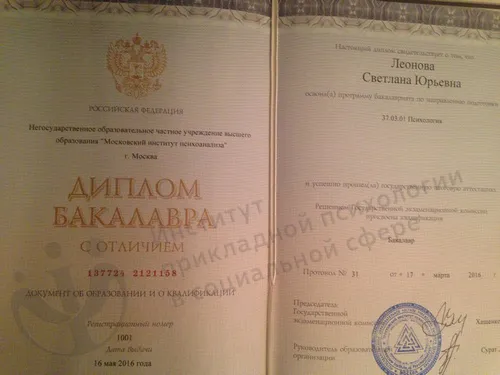 РОССИЙСКАЯ ФЕДЕРАЦИЯ
Негосударственное образовательное частное учреждение высшего
образования "Московский институт психоанализа"
г. Москва
ДИПЛОМ
БАКАЛАВРА
С ОТЛИЧИЕМ
137724 2121158
ДОКУМЕНТ ОБ ОБРАЗОВАНИИ И О КВАЛИФИКАЦИИ
Регистрационный номер
1001
Дата выдачи
16 мая 2016 года
Настоящий диплом свидетельствует о том, что
Леонова
Светлана Юрьевна
освоил(а) программу бакалавриата по направлению
37.03.01 Психология
и успешно прошел(ла) государственную итоговую аттестацию
Решением Государственной экзаменационной комиссии
присвоена квалификация
Бакалавр
Протокол № 31 от «17» марта 2016 г.
Председатель
Государственной
экзаменационной
Руководитель
организации
Институт
прикладной психологии
в социальной сфере